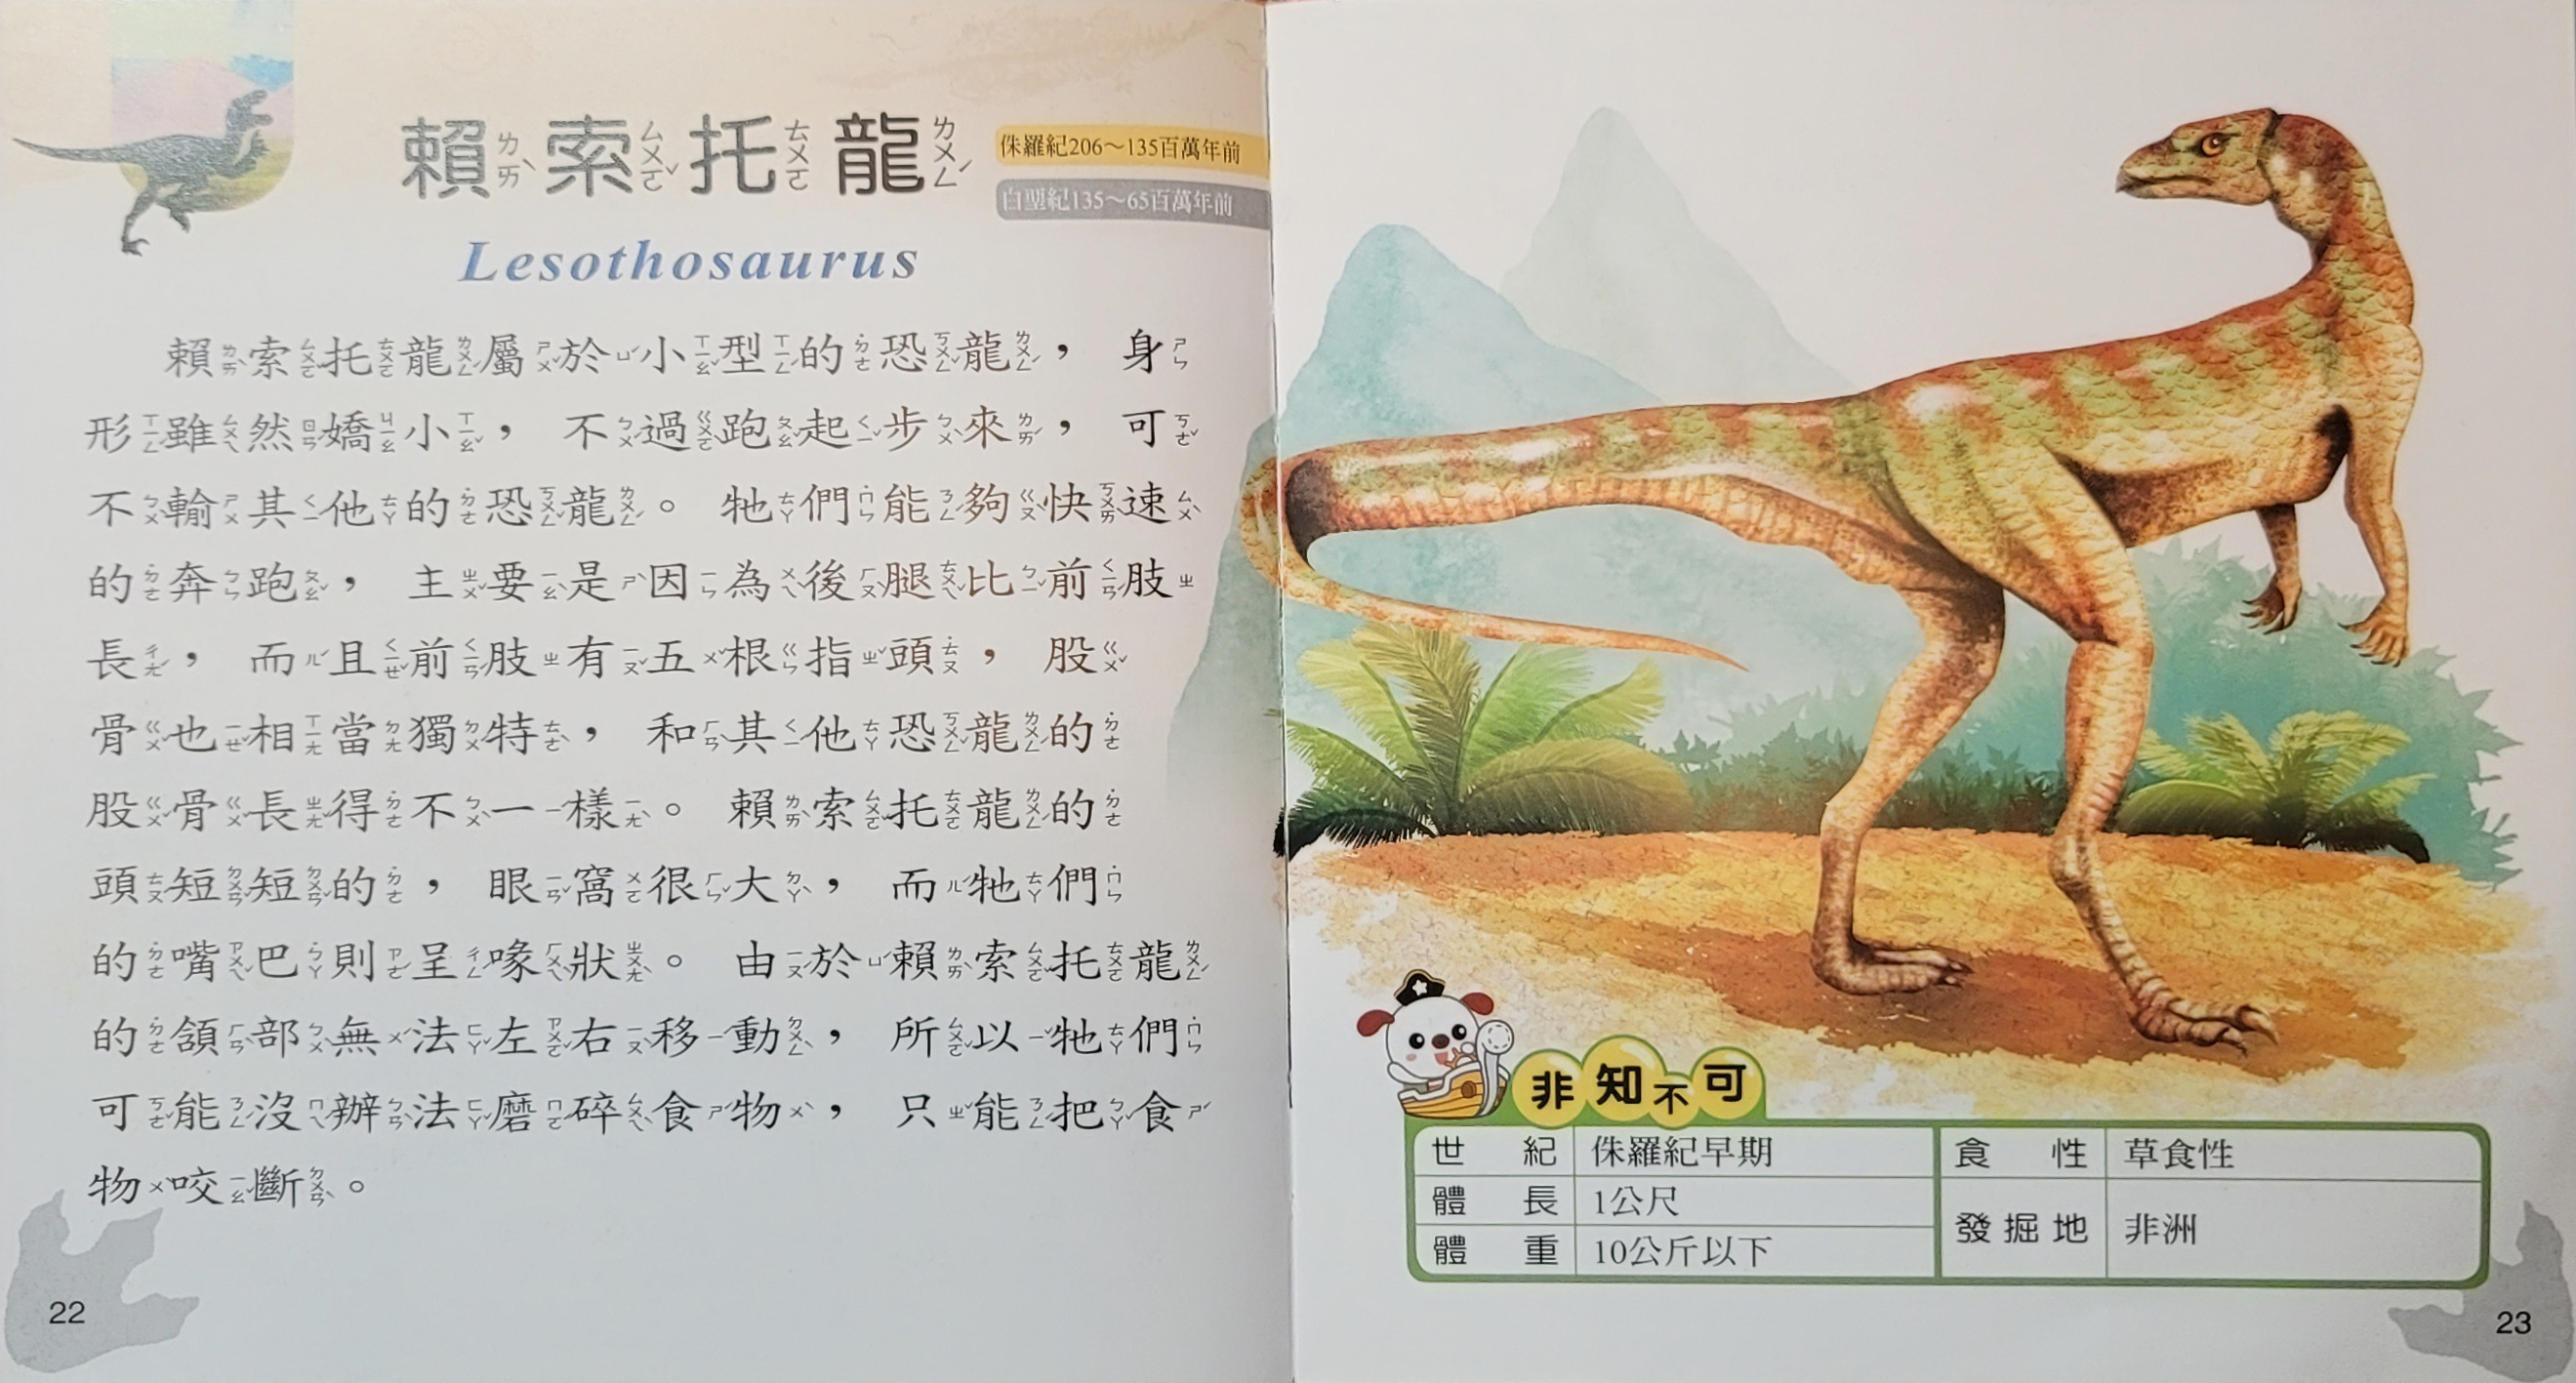 賴索托龍
侏羅紀206～135百萬年前
白堊紀135～65百萬年前
Lesothosaurus
賴索托龍屬於小型的恐龍，身
形雖然嬌小，不過跑起步來，可
不輸其他的恐龍。牠們能夠快速
的奔跑，主要是因為後腿比前肢
長，而且前肢有五根指頭，股
骨也相當獨特，和其他恐龍的
股骨長得不一樣。賴索托龍的
頭短短的，眼窩很大，而牠們
的嘴巴則呈喙狀。由於賴索托龍
的頷部無法左右移動，所以牠們
可能沒辦法磨碎食物，只能把食
物咬斷。
22
非知不可
世紀 侏羅紀早期 食性 草食性
體長 1公尺
發掘地 非洲
體重 10公斤以下
23